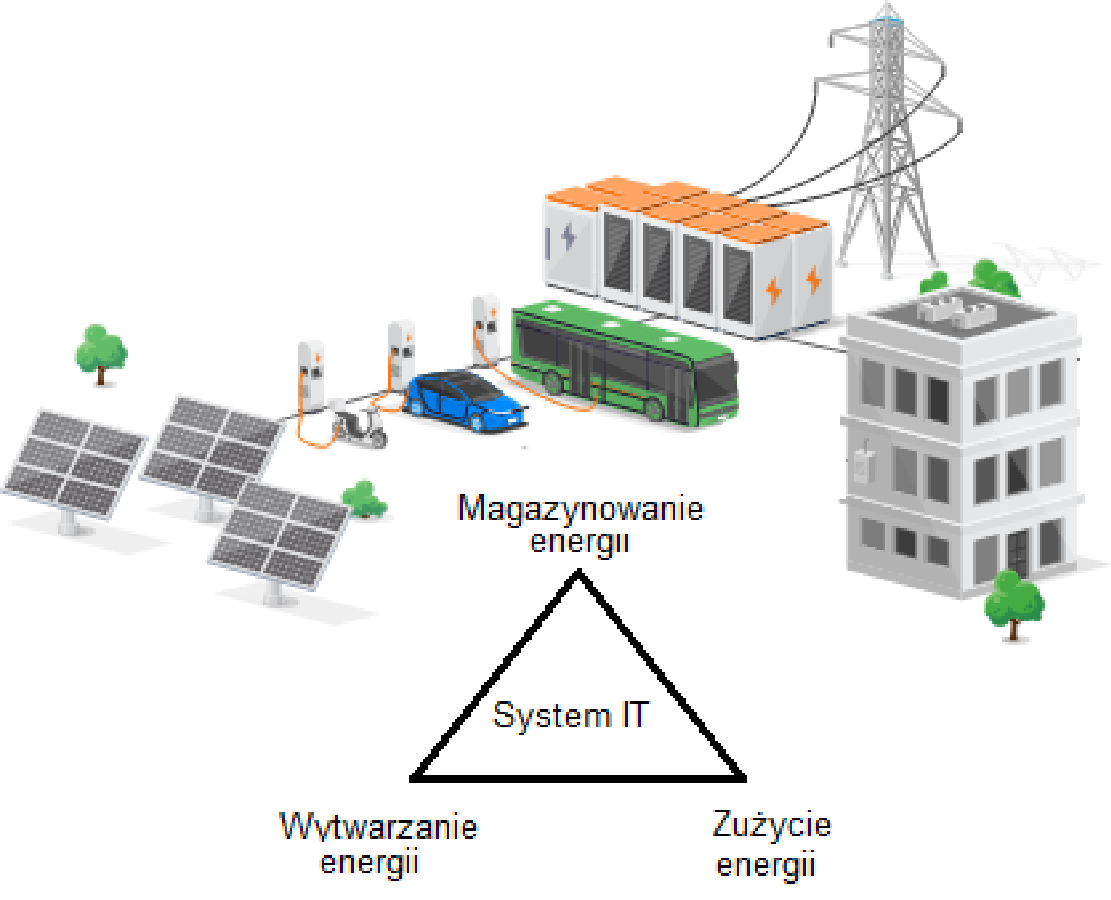 Magazynowanie
energii
System IT
Wytwarzanie
energii
Zużycie
energii